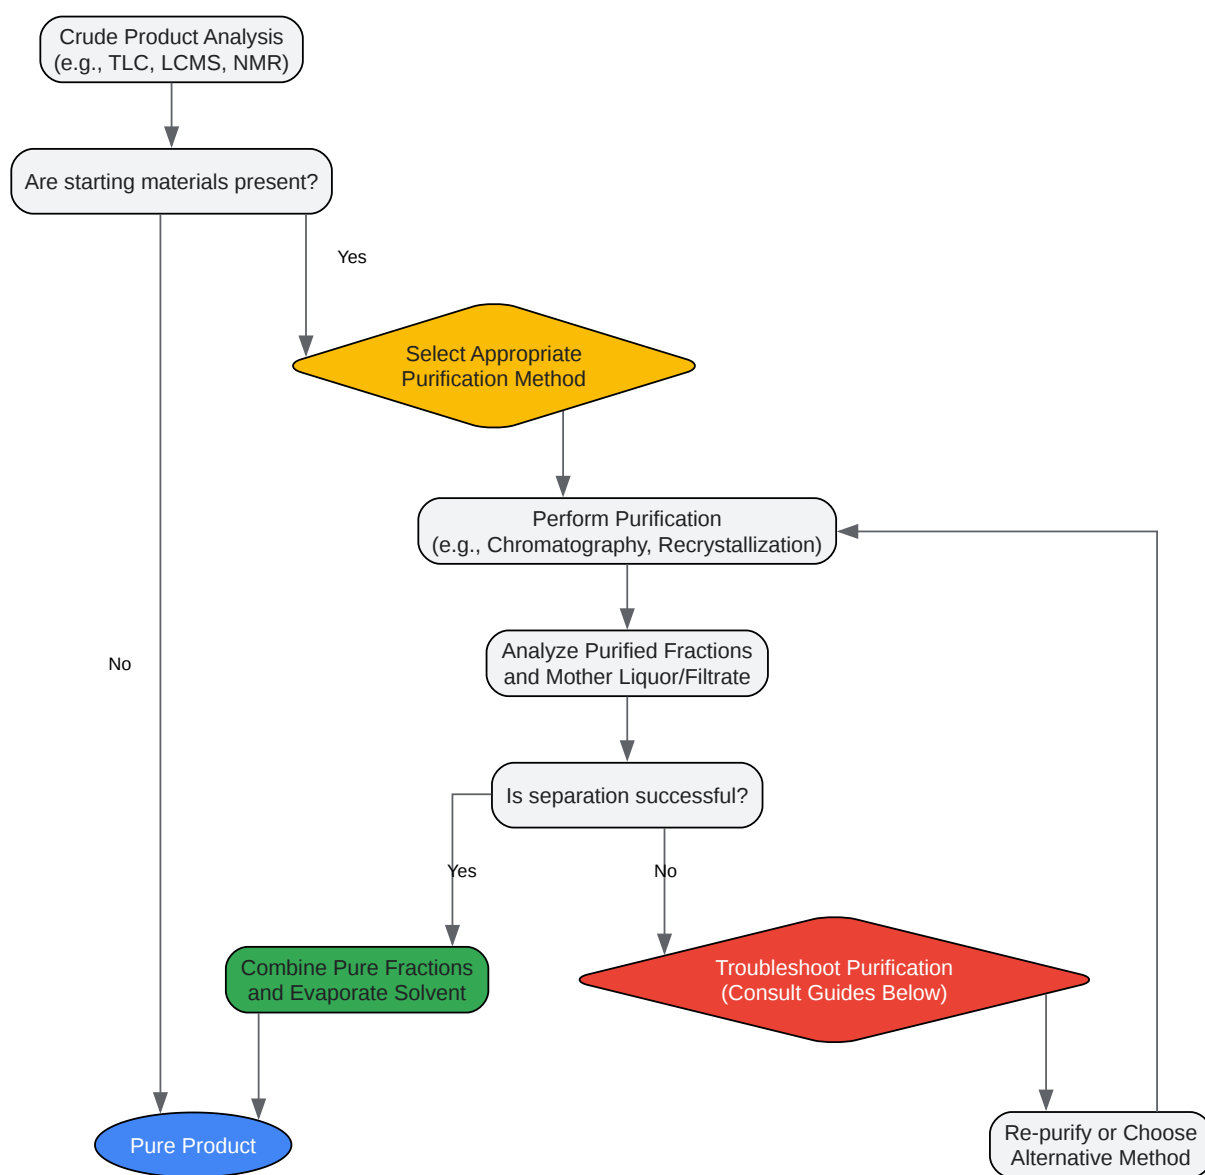 Crude Product Analysis
(e.g., TLC, LCMS, NMR)
Are starting materials present?
Yes
Select Appropriate
Purification Method
Perform Purification
(e.g., Chromatography, Recrystallization)
Analyze Purified Fractions
and Mother Liquor/Filtrate
No
Is separation successful?
Yes
No
Combine Pure Fractions
and Evaporate Solvent
Troubleshoot Purification
(Consult Guides Below)
Pure Product
Re-purify or Choose
Alternative Method